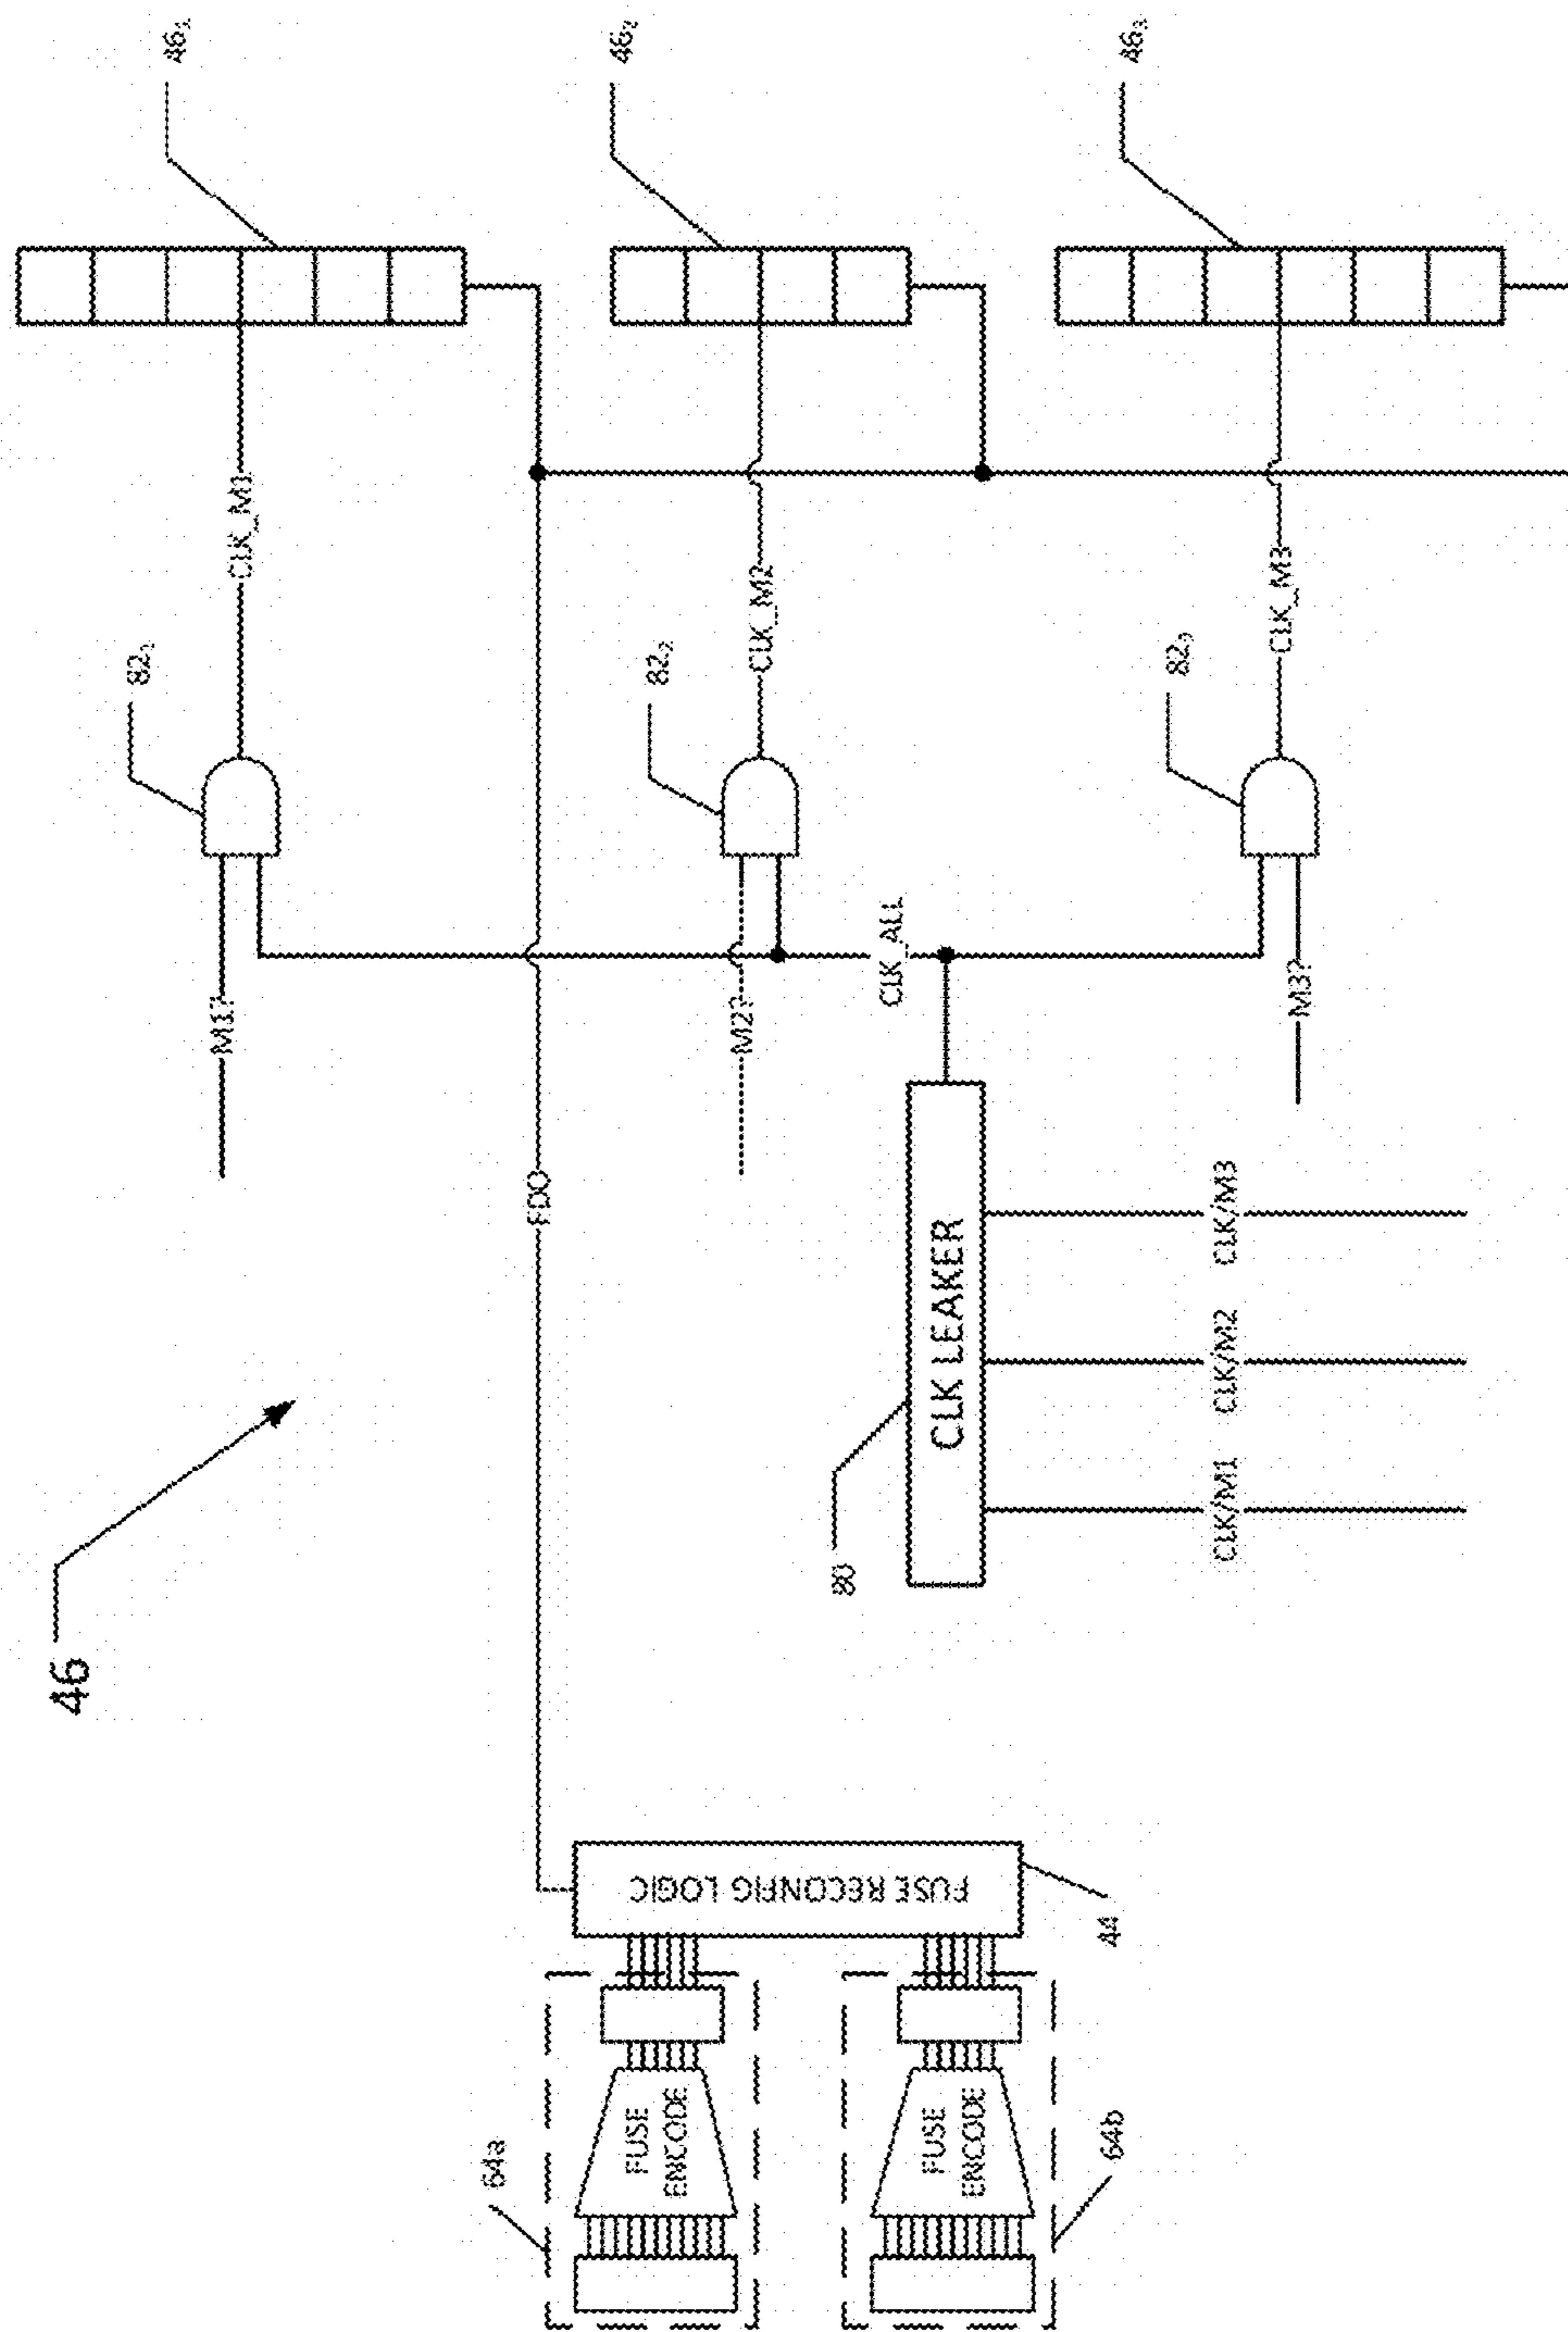 46
46₁
82₁
CLK_M1
M1?
FDO
46₂
82₂
CLK_M2
M2?
CLK_ALL
80
CLK LEAKER
CLK/M1
CLK/M2
CLK/M3
46₃
82₃
CLK_M3
M3?
FUSE RECONFIG LOGIC
44
64a
FUSE
ENCODE
64b
FUSE
ENCODE